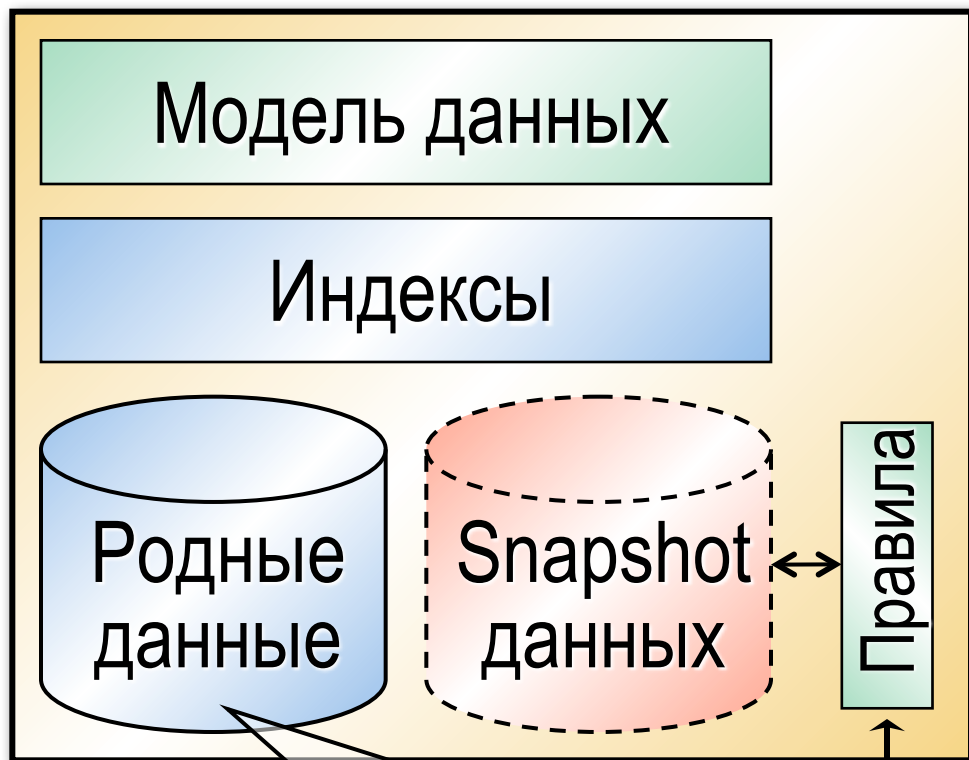 Модель данных
Индексы
Родные
данные
Snapshot
данных
Правила